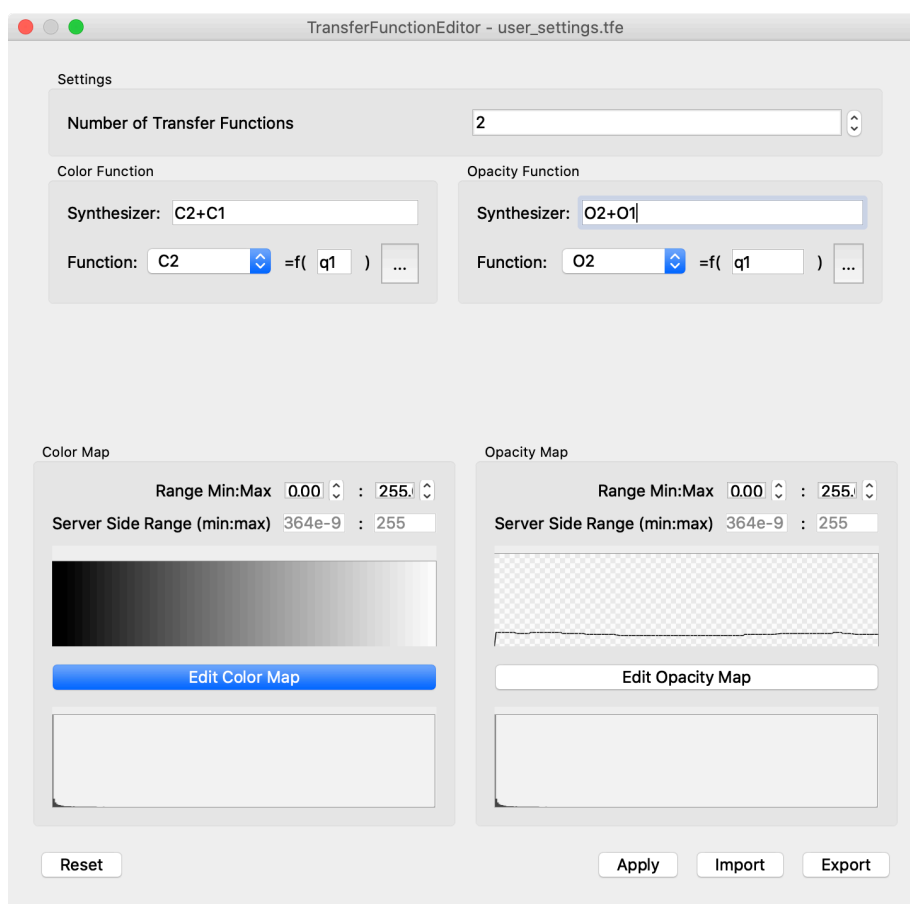 TransferFunctionEditor - user_settings.tfe
Settings
Number of Transfer Functions 2
Color Function
Synthesizer: C2+C1
Function: C2 =f( q1 ) ...
Opacity Function
Synthesizer: O2+O1
Function: O2 =f( q1 ) ...
Color Map
Range Min:Max 0.00 : 255.
Server Side Range (min:max) 364e-9 : 255
Edit Color Map
Opacity Map
Range Min:Max 0.00 : 255.
Server Side Range (min:max) 364e-9 : 255
Edit Opacity Map
Reset Apply Import Export